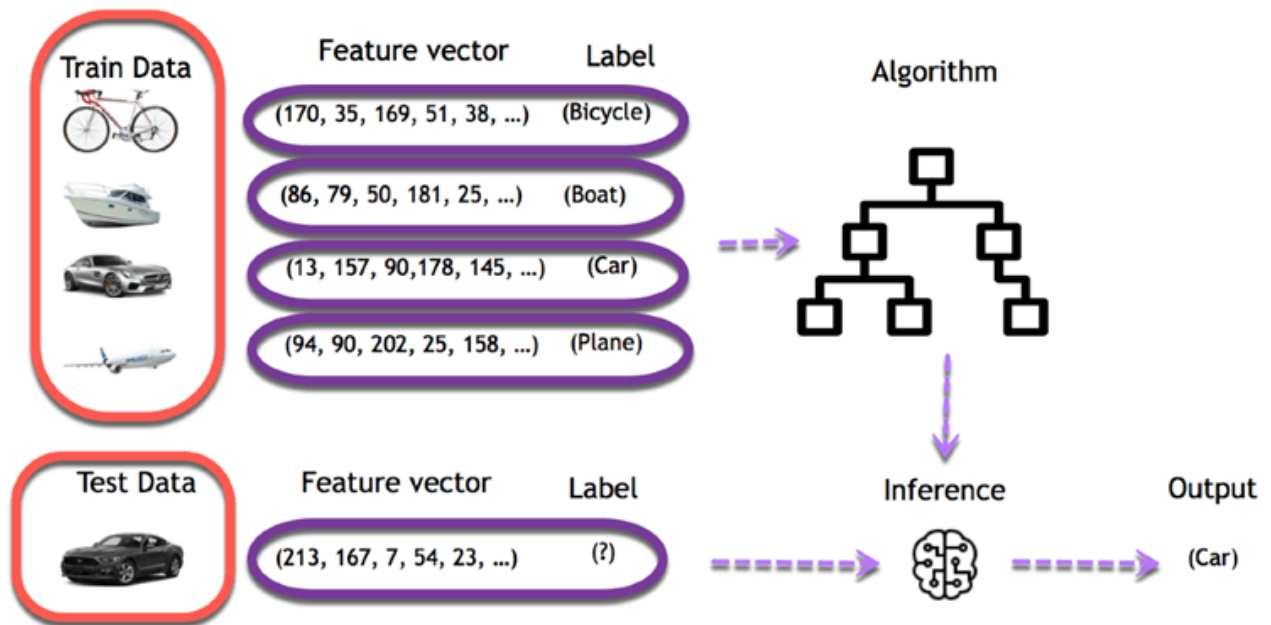 Train Data
Feature vector
Label
Algorithm
(170, 35, 169, 51, 38, ...)
(Bicycle)
(86, 79, 50, 181, 25, ...)
(Boat)
(13, 157, 90,178, 145, ...)
(Car)
(94, 90, 202, 25, 158, ...)
(Plane)
Test Data
Feature vector
Label
Inference
Output
(213, 167, 7, 54, 23, ...)
(?)
(Car)